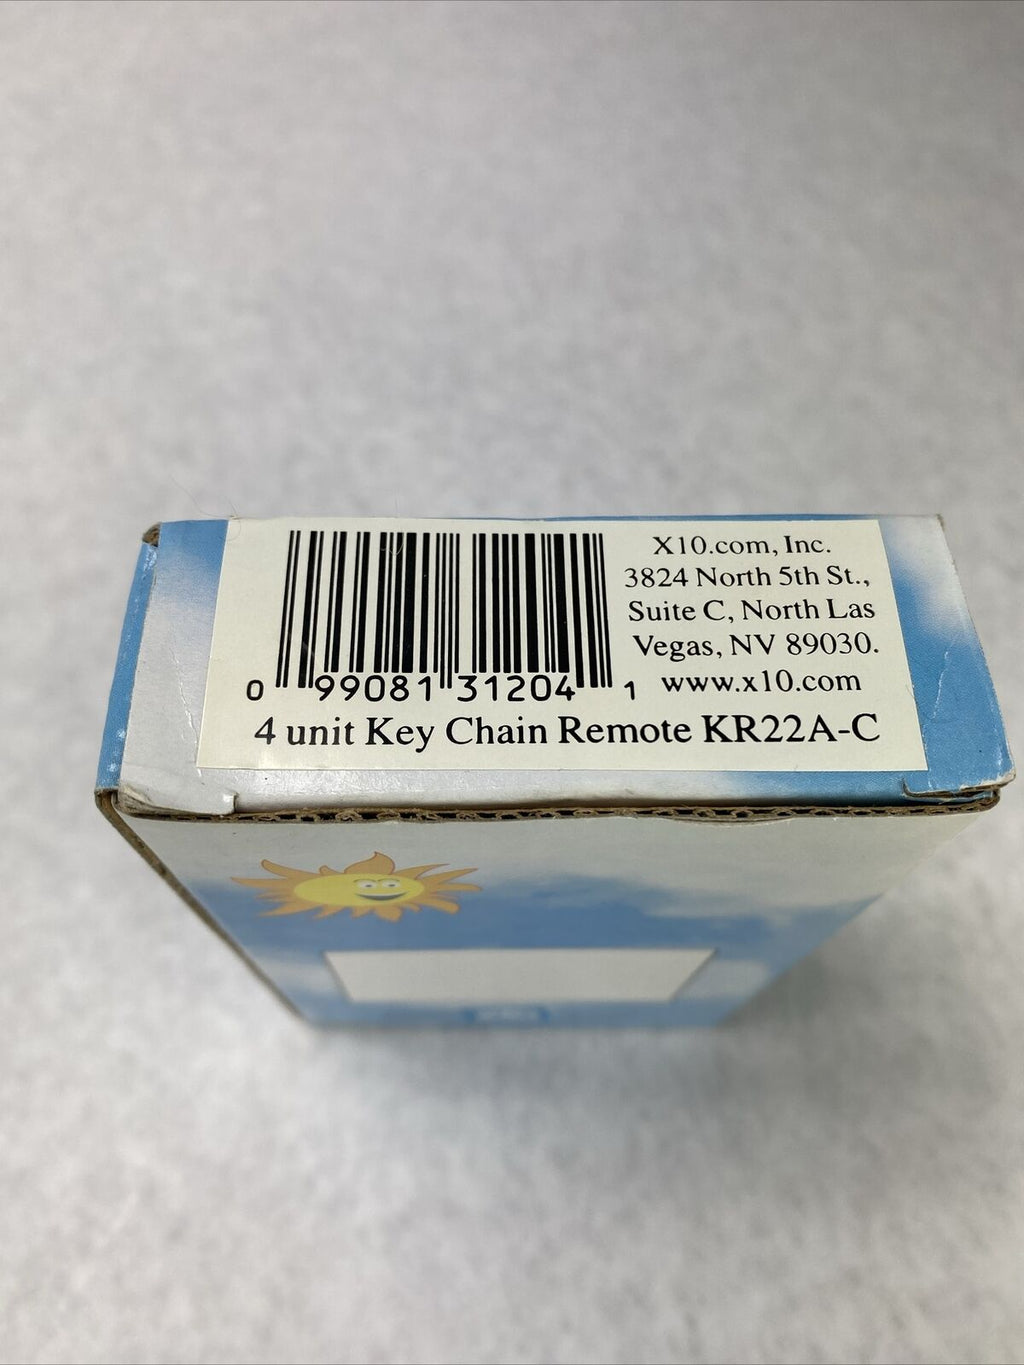 X10.com, Inc.
3824 North 5th St.,
Suite C, North Las
Vegas, NV 89030.
www.x10.com
0 99081 31204 1
4 unit Key Chain Remote KR22A-C